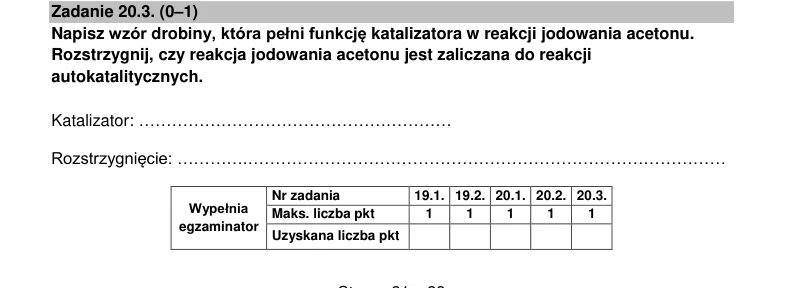 Zadanie 20.3. (0–1)
Napisz wzór drobiny, która pełni funkcję katalizatora w reakcji jodowania acetonu.
Rozstrzygnij, czy reakcja jodowania acetonu jest zaliczana do reakcji
autokatalitycznych.
Katalizator: …………………………………………………
Rozstrzygnięcie: ………………………………………………………………………………………
Wypełnia egzaminator
Nr zadania 19.1. 19.2. 20.1. 20.2. 20.3.
Maks. liczba pkt 1 1 1 1 1
Uzyskana liczba pkt